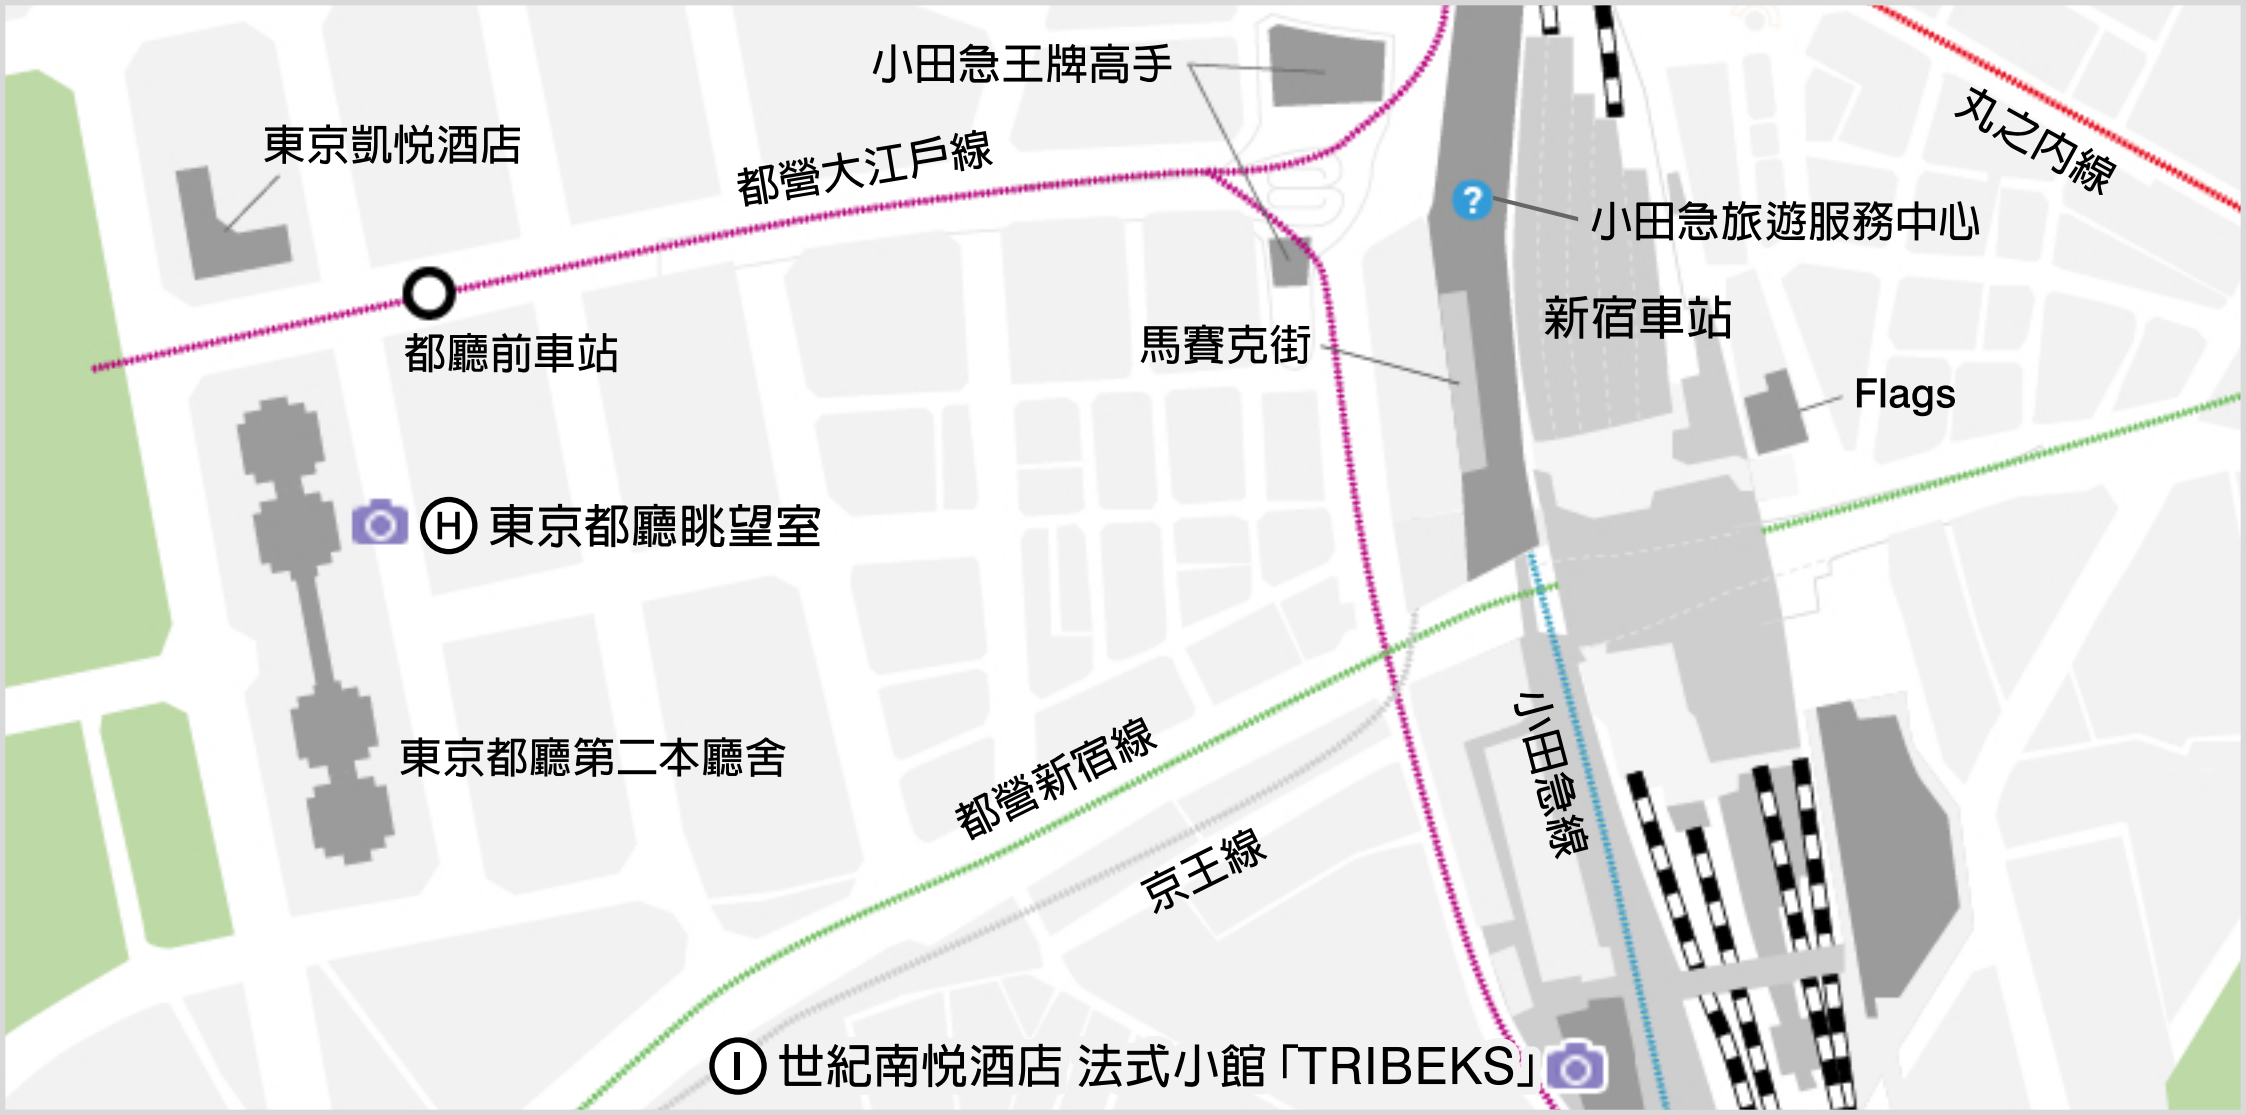 小田急王牌高手
東京凱悦酒店
都營大江戶線
丸之内線
?
小田急旅遊服務中心
新宿車站
都廳前車站
馬賽克街
Flags
H 東京都廳眺望室
東京都廳第二本廳舍
都營新宿線
小田急線
京王線
I 世紀南悦酒店 法式小館「TRIBEKS」